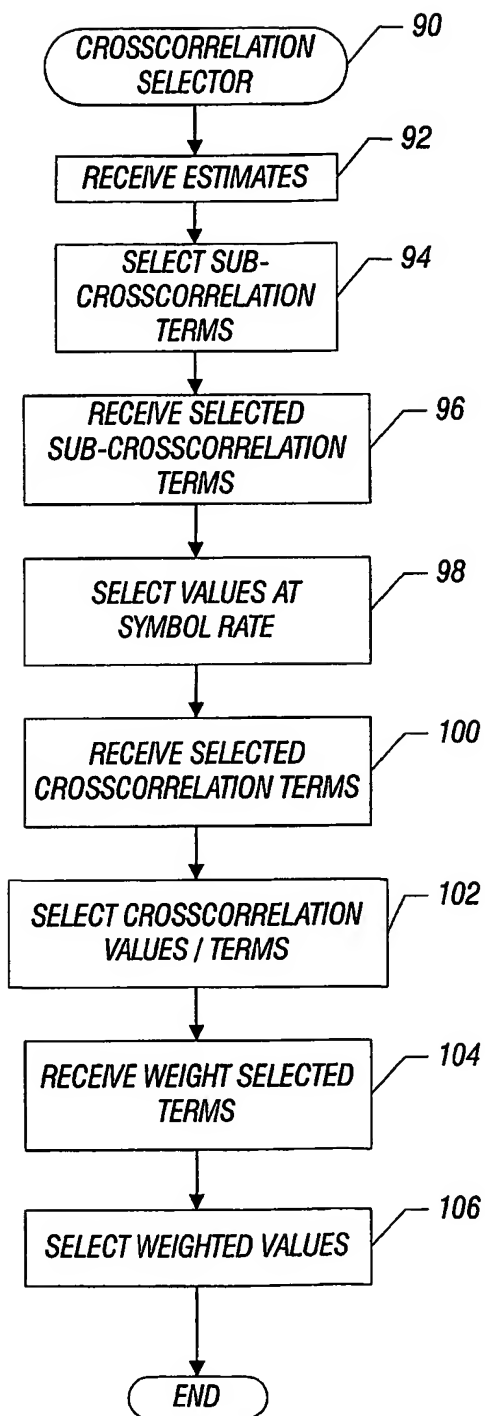 CROSSCORRELATION
SELECTOR
90
RECEIVE ESTIMATES
92
SELECT SUB-
CROSSCORRELATION
TERMS
94
RECEIVE SELECTED
SUB-CROSSCORRELATION
TERMS
96
SELECT VALUES AT
SYMBOL RATE
98
RECEIVE SELECTED
CROSSCORRELATION TERMS
100
SELECT CROSSCORRELATION
VALUES / TERMS
102
RECEIVE WEIGHT SELECTED
TERMS
104
SELECT WEIGHTED VALUES
106
END